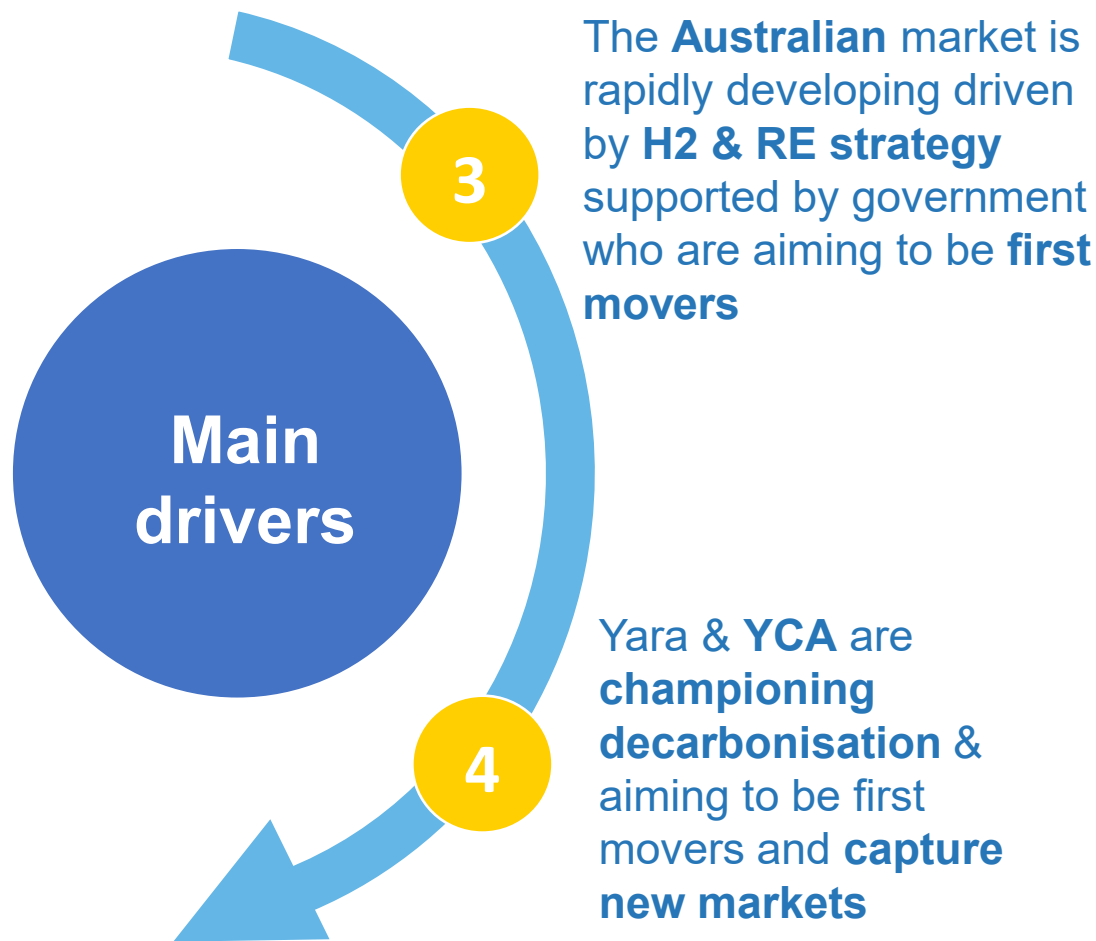 The Australian market is
rapidly developing driven
by H2 & RE strategy
supported by government
who are aiming to be first
movers
3
Main
drivers
Yara & YCA are
championing
decarbonisation &
aiming to be first
movers and capture
new markets
4